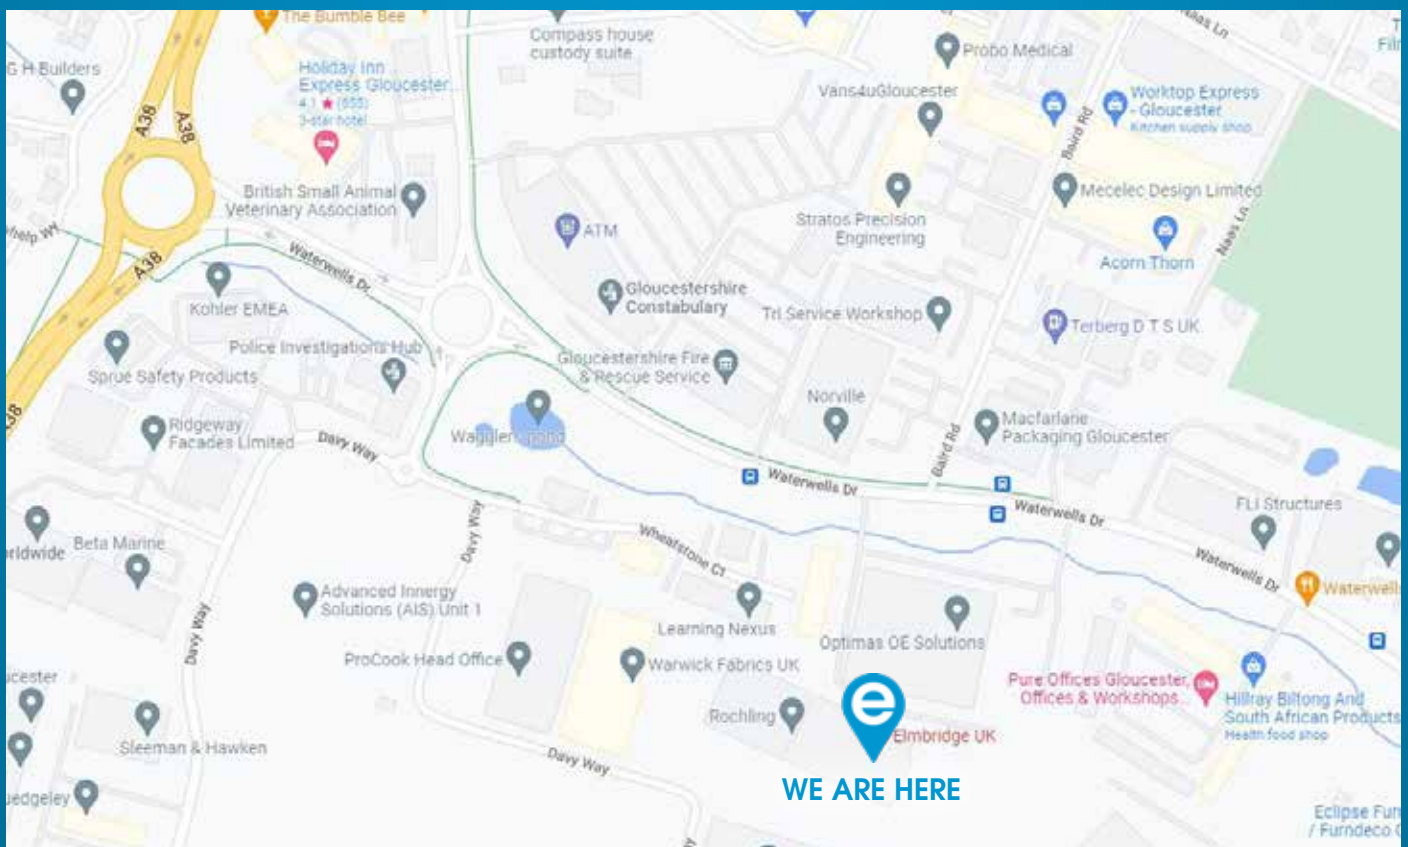 The Bumble Bee
G H Builders
A38
A38
Holiday Inn
Express Gloucester...
4.1 ★ (655)
3-star hotel
Compass house
custody suite
Probo Medical
Vans4uGloucester
Worktop Express
- Gloucester
Kitchen supply shop
Baird Rd
Naas Ln
British Small Animal
Veterinary Association
Mecelec Design Limited
Stratos Precision
Engineering
ATM
Acorn Thorn
Waterwells Dr
A38
Kohler EMEA
Gloucestershire
Constabulary
Tri Service Workshop
Terberg D T S UK
Police Investigations Hub
Sprue Safety Products
Gloucestershire Fire
& Rescue Service
Norville
Ridgeway
Facades Limited
Davy Way
Macfarlane
Packaging Gloucester
Baird Rd
A38
Waterwells Dr
Waterwells Dr
FLI Structures
Davy Way
Wheatstone Ct
Beta Marine
Waterwells Dr
Advanced Innergy
Solutions (AIS) Unit 1
Davy Way
Learning Nexus
Optimas OE Solutions
ProCook Head Office
Warwick Fabrics UK
Pure Offices Gloucester,
Offices & Workshops...
Hillray Biltong And
South African Products
Health food shop
Rochling
e
Elmbridge UK
Sleeman & Hawken
Davy Way
WE ARE HERE